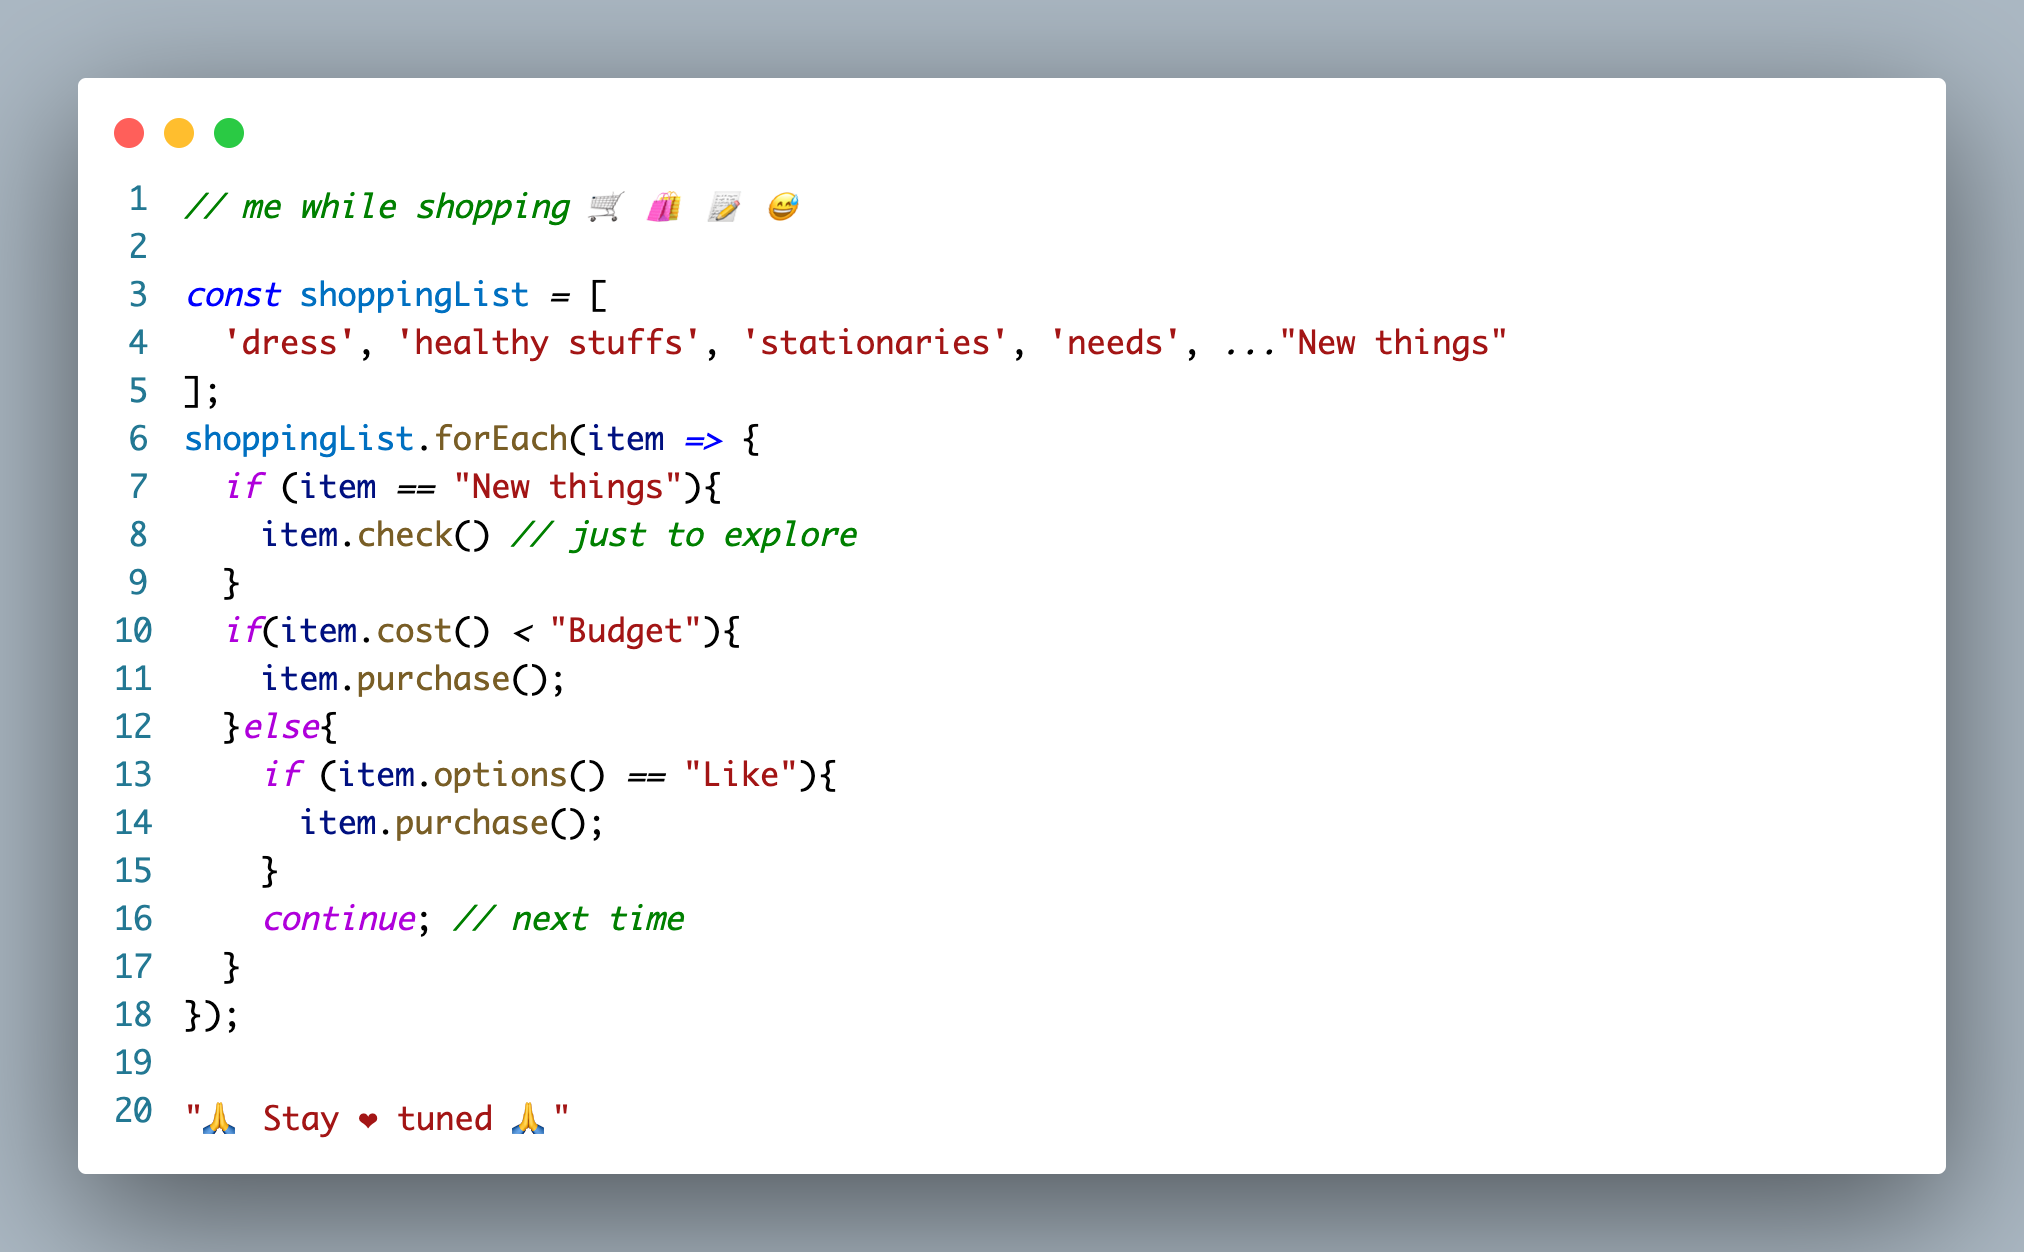 1 // me while shopping 🛒 🛍️ 📝 😅
2
3 const shoppingList = [
4   'dress', 'healthy stuffs', 'stationaries', 'needs', ..."New things"
5 ];
6 shoppingList.forEach(item => {
7   if (item == "New things"){
8     item.check() // just to explore
9   }
10   if(item.cost() < "Budget"){
11     item.purchase();
12   }else{
13     if (item.options() == "Like"){
14       item.purchase();
15     }
16     continue; // next time
17   }
18 });
19
20 "🙏 Stay ❤ tuned 🙏"